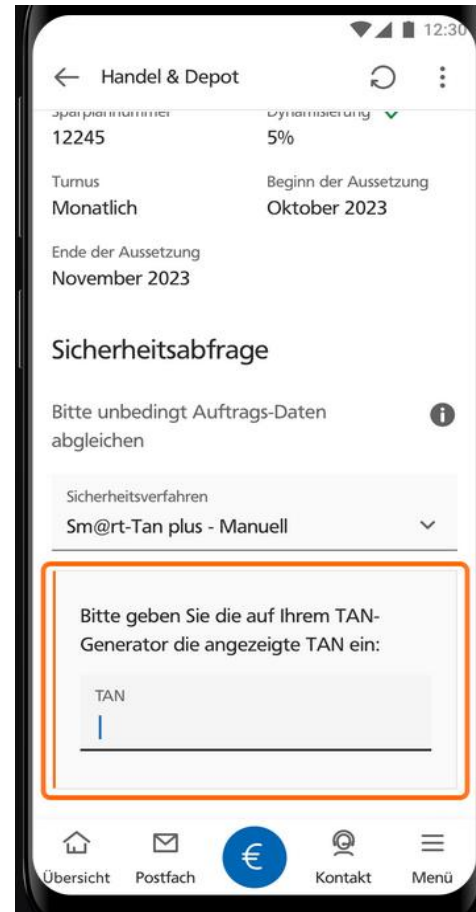 12:30
Handel & Depot
Sparplannummer Dynamisierung
12245 5%
Turnus Beginn der Aussetzung
Monatlich Oktober 2023
Ende der Aussetzung
November 2023
Sicherheitsabfrage
Bitte unbedingt Auftrags-Daten
abgleichen
Sicherheitsverfahren
Sm@rt-Tan plus - Manuell
Bitte geben Sie die auf Ihrem TAN-
Generator die angezeigte TAN ein:
TAN
€
Übersicht Postfach Kontakt Menü